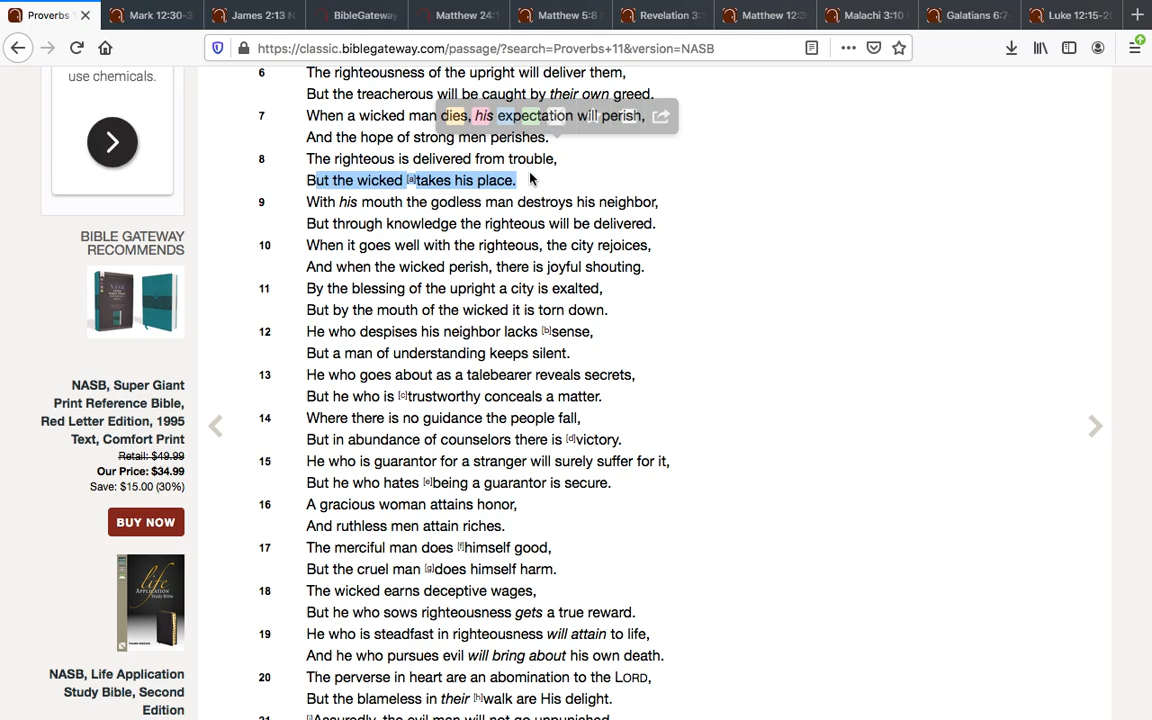 Proverbs 1
Mark 12:30-3
James 2:13 N
BibleGateway
Matthew 24:1
Matthew 5:8
Revelation 3:
Matthew 12:3
Malachi 3:10
Galatians 6:7-
Luke 12:15-2
https://classic.biblegateway.com/passage/?search=Proverbs+11&version=NASB
use chemicals.
BIBLE GATEWAY
RECOMMENDS
NASB, Super Giant
Print Reference Bible,
Red Letter Edition, 1995
Text, Comfort Print
Retail: $49.99
Our Price: $34.99
Save: $15.00 (30%)
BUY NOW
life
APPLICATION
Study Bible
NASB, Life Application
Study Bible, Second
Edition
6 The righteousness of the upright will deliver them,
But the treacherous will be caught by their own greed.
7 When a wicked man dies, his expectation will perish,
And the hope of strong men perishes.
8 The righteous is delivered from trouble,
But the wicked [a]takes his place.
9 With his mouth the godless man destroys his neighbor,
But through knowledge the righteous will be delivered.
10 When it goes well with the righteous, the city rejoices,
And when the wicked perish, there is joyful shouting.
11 By the blessing of the upright a city is exalted,
But by the mouth of the wicked it is torn down.
12 He who despises his neighbor lacks [b]sense,
But a man of understanding keeps silent.
13 He who goes about as a talebearer reveals secrets,
But he who is [c]trustworthy conceals a matter.
14 Where there is no guidance the people fall,
But in abundance of counselors there is [d]victory.
15 He who is guarantor for a stranger will surely suffer for it,
But he who hates [e]being a guarantor is secure.
16 A gracious woman attains honor,
And ruthless men attain riches.
17 The merciful man does [f]himself good,
But the cruel man [g]does himself harm.
18 The wicked earns deceptive wages,
But he who sows righteousness gets a true reward.
19 He who is steadfast in righteousness will attain to life,
And he who pursues evil will bring about his own death.
20 The perverse in heart are an abomination to the LORD,
But the blameless in their [h]walk are His delight.
21 [i]Assuredly, the evil man will not go unpunished,